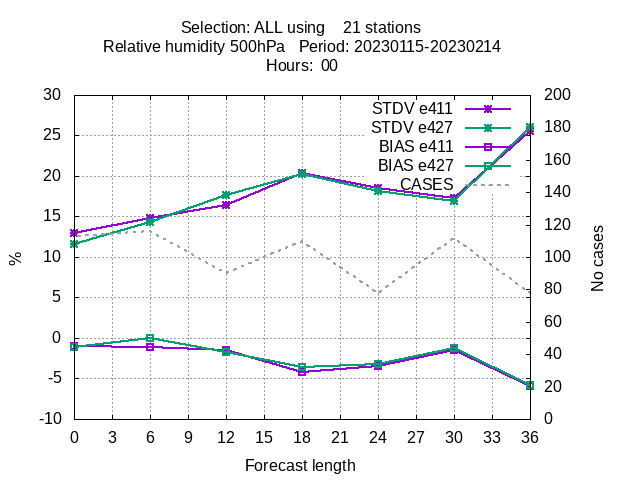 Selection: ALL using    21 stations
Relative humidity 500hPa   Period: 20230115-20230214
Hours:  00
30
25
20
15
10
5
0
-5
-10
%
STDV e411
STDV e427
BIAS e411
BIAS e427
CASES
200
180
160
140
120
100
80
60
40
20
0
No cases
0 3 6 9 12 15 18 21 24 27 30 33 36
Forecast length